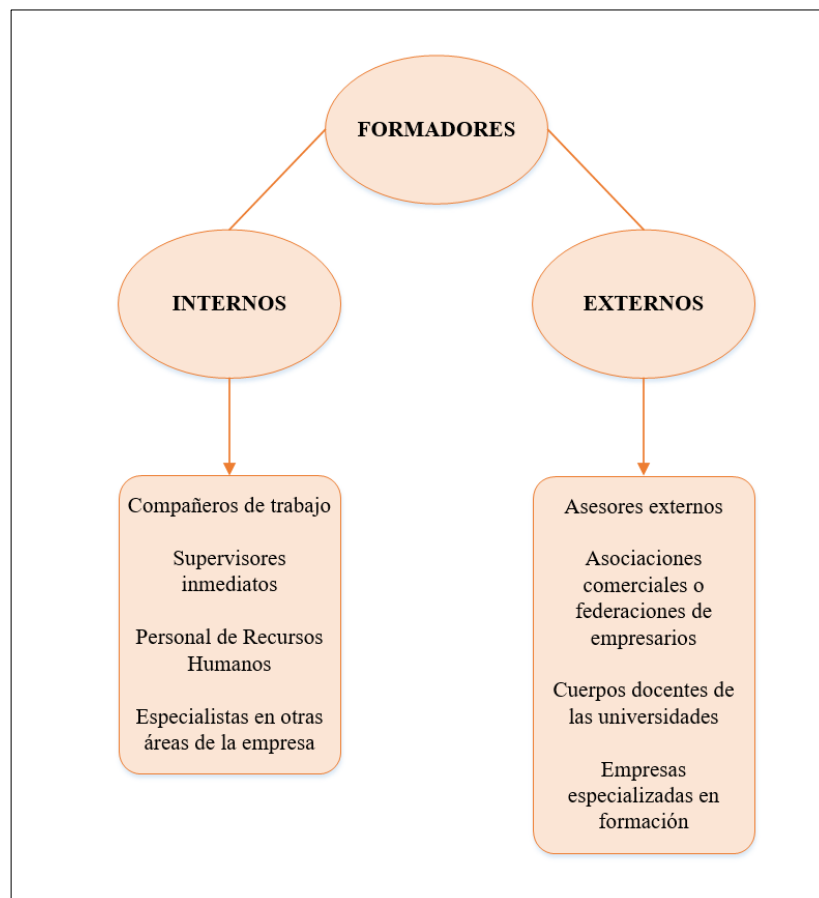 FORMADORES
INTERNOS
EXTERNOS
Compañeros de trabajo
Supervisores
inmediatos
Personal de Recursos
Humanos
Especialistas en otras
áreas de la empresa
Asesores externos
Asociaciones
comerciales o
federaciones de
empresarios
Cuerpos docentes de
las universidades
Empresas
especializadas en
formación